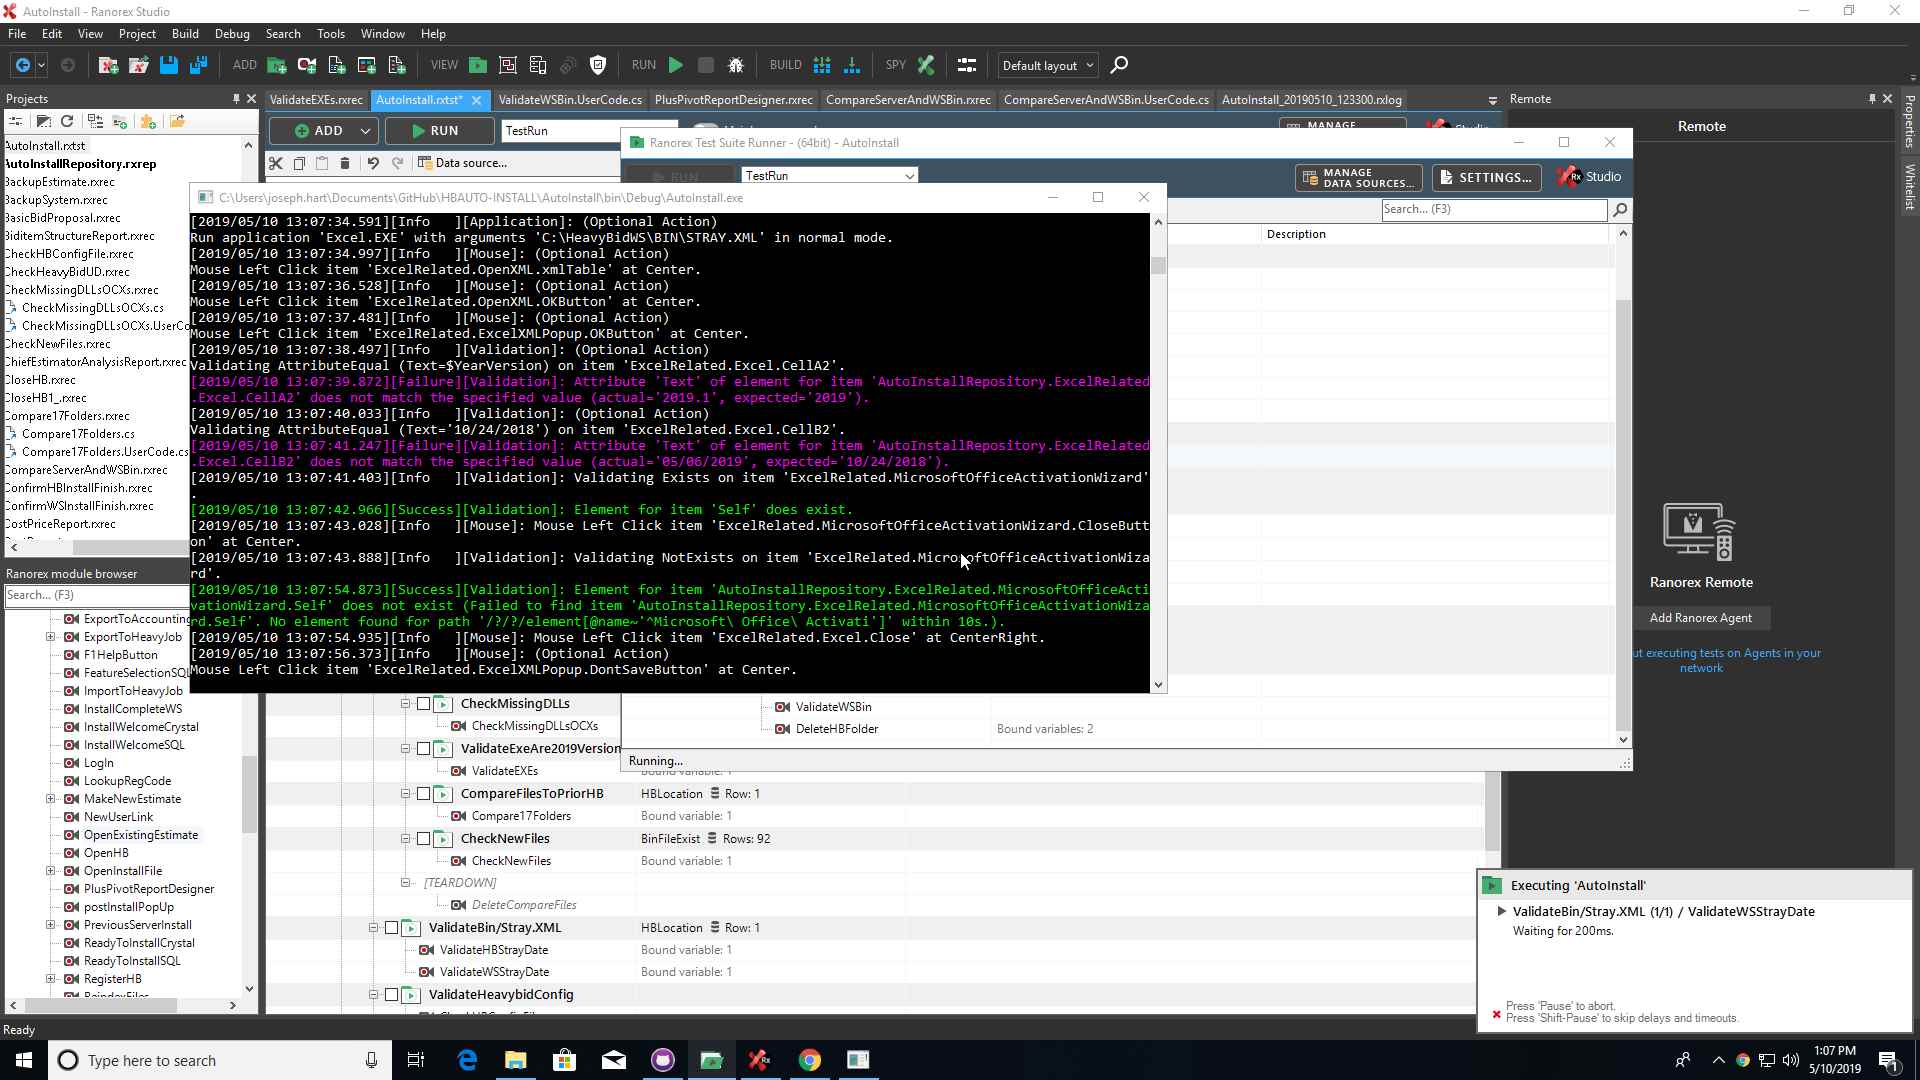 AutoInstall - Ranorex Studio
File Edit View Project Build Debug Search Tools Window Help
ADD VIEW RUN BUILD SPY Default layout
Projects
ValidateEXEs.rxrec AutoInstall.rxtst* ValidateWSBin.UserCode.cs PlusPivotReportDesigner.rxrec CompareServerAndWSBin.rxrec CompareServerAndWSBin.UserCode.cs AutoInstall_20190510_123300.rxlog
Remote
Remote
Properties
Whitelist
ADD RUN TestRun
MANAGE
Data source...
AutoInstall.rxtst
AutoInstallRepository.rxrep
BackupEstimate.rxrec
BackupSystem.rxrec
BasicBidProposal.rxrec
BiditemStructureReport.rxrec
CheckHBConfigFile.rxrec
CheckHeavyBidUD.rxrec
CheckMissingDLLsOCXs.rxrec
CheckMissingDLLsOCXs.cs
CheckMissingDLLsOCXs.UserCo
CheckNewFiles.rxrec
ChiefEstimatorAnalysisReport.rxrec
CloseHB.rxrec
CloseHB1_.rxrec
Compare17Folders.rxrec
Compare17Folders.cs
Compare17Folders.UserCode.cs
CompareServerAndWSBin.rxrec
ConfirmHBInstallFinish.rxrec
ConfirmWSInstallFinish.rxrec
CostPriceReport.rxrec
Ranorex module browser
Search... (F3)
ExportToAccounting
ExportToHeavyJob
F1HelpButton
FeatureSelectionSQL
ImportToHeavyJob
InstallCompleteWS
InstallWelcomeCrystal
InstallWelcomeSQL
LogIn
LookupRegCode
MakeNewEstimate
NewUserLink
OpenExistingEstimate
OpenHB
OpenInstallFile
PlusPivotReportDesigner
postInstallPopUp
PreviousServerInstall
ReadyToInstallCrystal
ReadyToInstallSQL
RegisterHB
ReindexFiles
Ranorex Test Suite Runner - (64bit) - AutoInstall
RUN TestRun
MANAGE DATA SOURCES...
SETTINGS...
Studio
Search... (F3)
Description
C:\Users\joseph.hart\Documents\GitHub\HBAUTO-INSTALL\AutoInstall\bin\Debug\AutoInstall.exe
[2019/05/10 13:07:34.591][Info   ][Application]: (Optional Action)
Run application 'Excel.EXE' with arguments 'C:\HeavyBidWS\BIN\STRAY.XML' in normal mode.
[2019/05/10 13:07:34.997][Info   ][Mouse]: (Optional Action)
Mouse Left Click item 'ExcelRelated.OpenXML.xmlTable' at Center.
[2019/05/10 13:07:36.528][Info   ][Mouse]: (Optional Action)
Mouse Left Click item 'ExcelRelated.OpenXML.OKButton' at Center.
[2019/05/10 13:07:37.481][Info   ][Mouse]: (Optional Action)
Mouse Left Click item 'ExcelRelated.ExcelXMLPopup.OKButton' at Center.
[2019/05/10 13:07:38.497][Info   ][Validation]: (Optional Action)
Validating AttributeEqual (Text=$YearVersion) on item 'ExcelRelated.Excel.CellA2'.
[2019/05/10 13:07:39.872][Failure][Validation]: Attribute 'Text' of element for item 'AutoInstallRepository.ExcelRelated
.Excel.CellA2' does not match the specified value (actual='2019.1', expected='2019').
[2019/05/10 13:07:40.033][Info   ][Validation]: (Optional Action)
Validating AttributeEqual (Text='10/24/2018') on item 'ExcelRelated.Excel.CellB2'.
[2019/05/10 13:07:41.247][Failure][Validation]: Attribute 'Text' of element for item 'AutoInstallRepository.ExcelRelated
.Excel.CellB2' does not match the specified value (actual='05/06/2019', expected='10/24/2018').
[2019/05/10 13:07:41.403][Info   ][Validation]: Validating Exists on item 'ExcelRelated.MicrosoftOfficeActivationWizard'
.
[2019/05/10 13:07:42.966][Success][Validation]: Element for item 'Self' does exist.
[2019/05/10 13:07:43.028][Info   ][Mouse]: Mouse Left Click item 'ExcelRelated.MicrosoftOfficeActivationWizard.CloseButt
on' at Center.
[2019/05/10 13:07:43.888][Info   ][Validation]: Validating NotExists on item 'ExcelRelated.MicrosoftOfficeActivationWiza
rd'.
[2019/05/10 13:07:54.873][Success][Validation]: Element for item 'AutoInstallRepository.ExcelRelated.MicrosoftOfficeActi
vationWizard.Self' does not exist (Failed to find item 'AutoInstallRepository.ExcelRelated.MicrosoftOfficeActivationWiza
rd.Self'. No element found for path '/?/?/element[@name~'^Microsoft\ Office\ Activati']' within 10s.).
[2019/05/10 13:07:54.935][Info   ][Mouse]: Mouse Left Click item 'ExcelRelated.Excel.Close' at CenterRight.
[2019/05/10 13:07:56.373][Info   ][Mouse]: (Optional Action)
Mouse Left Click item 'ExcelRelated.ExcelXMLPopup.DontSaveButton' at Center.
ValidateWSBin
DeleteHBFolder Bound variables: 2
Running...
CheckMissingDLLs
CheckMissingDLLsOCXs
ValidateExeAre2019Version
ValidateEXEs Bound variable: 1
CompareFilesToPriorHB HBLocation Row: 1
Compare17Folders Bound variable: 1
CheckNewFiles BinFileExist Rows: 92
CheckNewFiles Bound variable: 1
[TEARDOWN]
DeleteCompareFiles
ValidateBin/Stray.XML HBLocation Row: 1
ValidateHBStrayDate Bound variable: 1
ValidateWSStrayDate Bound variable: 1
ValidateHeavybidConfig
Ranorex Remote
Add Ranorex Agent
ut executing tests on Agents in your
network
Executing 'AutoInstall'
ValidateBin/Stray.XML (1/1) / ValidateWSStrayDate
Waiting for 200ms.
Press 'Pause' to abort.
Press 'Shift-Pause' to skip delays and timeouts.
Ready
Type here to search
1:07 PM
5/10/2019
1